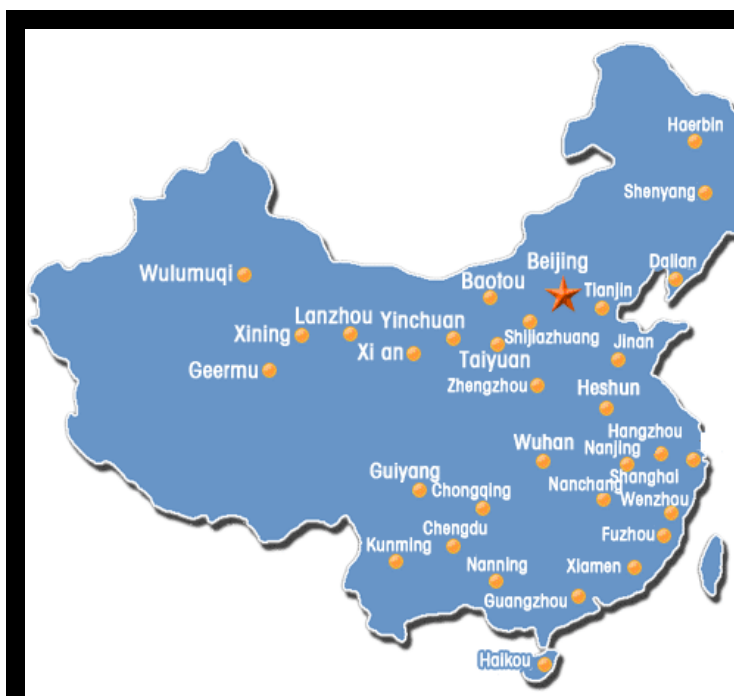 Haerbin
Shenyang
Beijing
Dalian
Wulumuqi
Baotou
Tianjin
Lanzhou
Yinchuan
Xining
Shijiazhuang
Jinan
Xi an
Taiyuan
Geermu
Zhengzhou
Heshun
Hangzhou
Wuhan
Nanjing
Guiyang
Shanghai
Chongqing
Nanchang
Wenzhou
Chengdu
Fuzhou
Kunming
Nanning
Xiamen
Guangzhou
Haikou